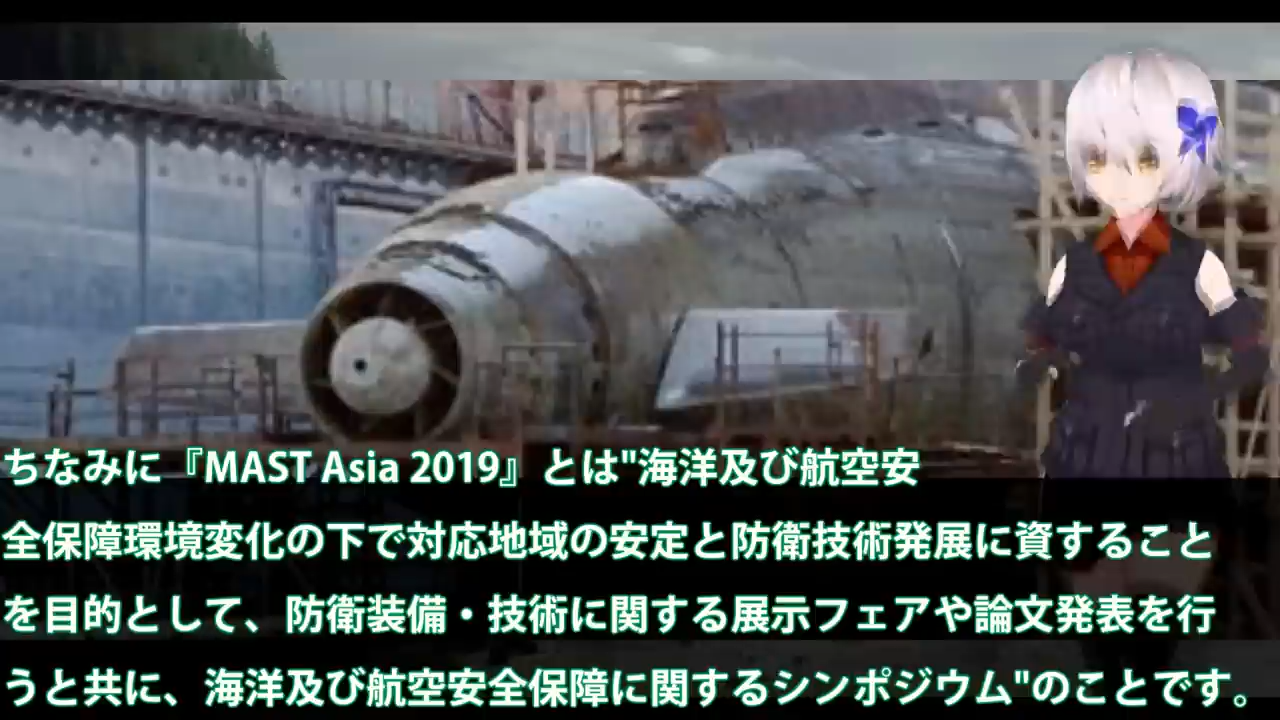 ちなみに『MAST Asia 2019』とは"海洋及び航空安
全保障環境変化の下で対応地域の安定と防衛技術発展に資すること
を目的として、防衛装備・技術に関する展示フェアや論文発表を行
うと共に、海洋及び航空安全保障に関するシンポジウム"のことです。